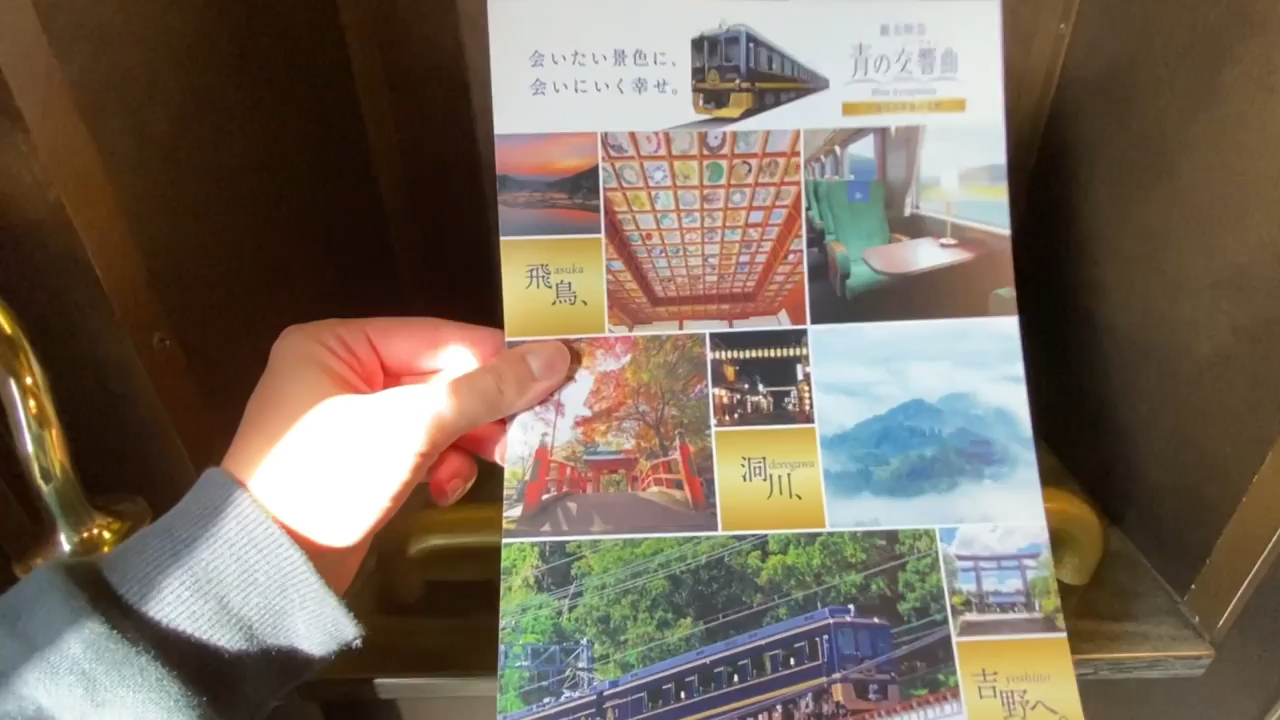 会いたい景色に、
会いにいく幸せ。
青の交響曲
飛鳥、
asuka
洞川、
dorogawa
吉野へ。
yoshino